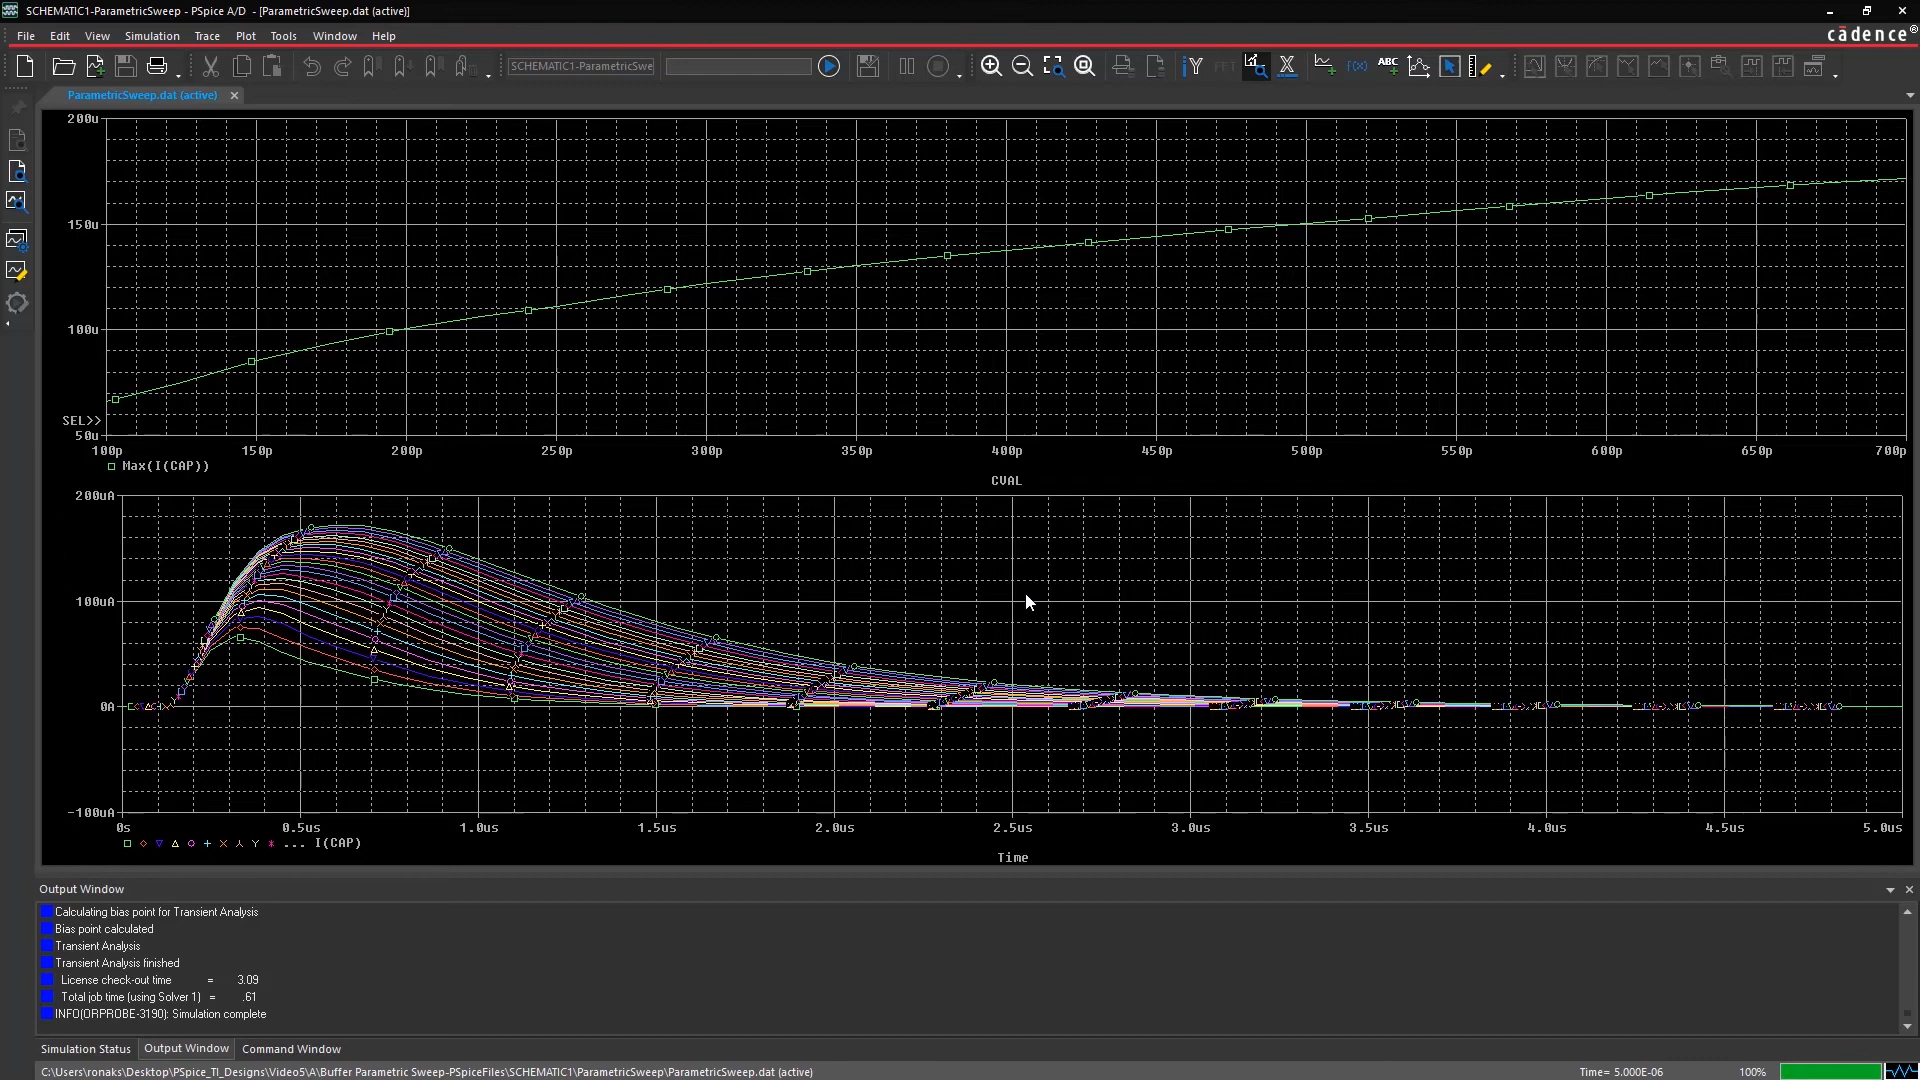 SCHEMATIC1-ParametricSweep - PSpice A/D - [ParametricSweep.dat (active)]
File Edit View Simulation Trace Plot Tools Window Help
cādence®
SCHEMATIC1-ParametricSwe
ABC
ParametricSweep.dat (active)
200u
150u
100u
SEL>>
50u
100p 150p 200p 250p 300p 350p 400p 450p 500p 550p 600p 650p 700p
Max(I(CAP))
CVAL
200uA
100uA
0A
-100uA
0s 0.5us 1.0us 1.5us 2.0us 2.5us 3.0us 3.5us 4.0us 4.5us 5.0us
... I(CAP)
Time
Output Window
Calculating bias point for Transient Analysis
Bias point calculated
Transient Analysis
Transient Analysis finished
License check-out time = 3.09
Total job time (using Solver 1) = .61
INFO(ORPROBE-3190): Simulation complete
Simulation Status Output Window Command Window
C:\Users\ronaks\Desktop\PSpice_TI_Designs\Video5\A\Buffer Parametric Sweep-PSpiceFiles\SCHEMATIC1\ParametricSweep\ParametricSweep.dat (active) Time= 5.000E-06 100%